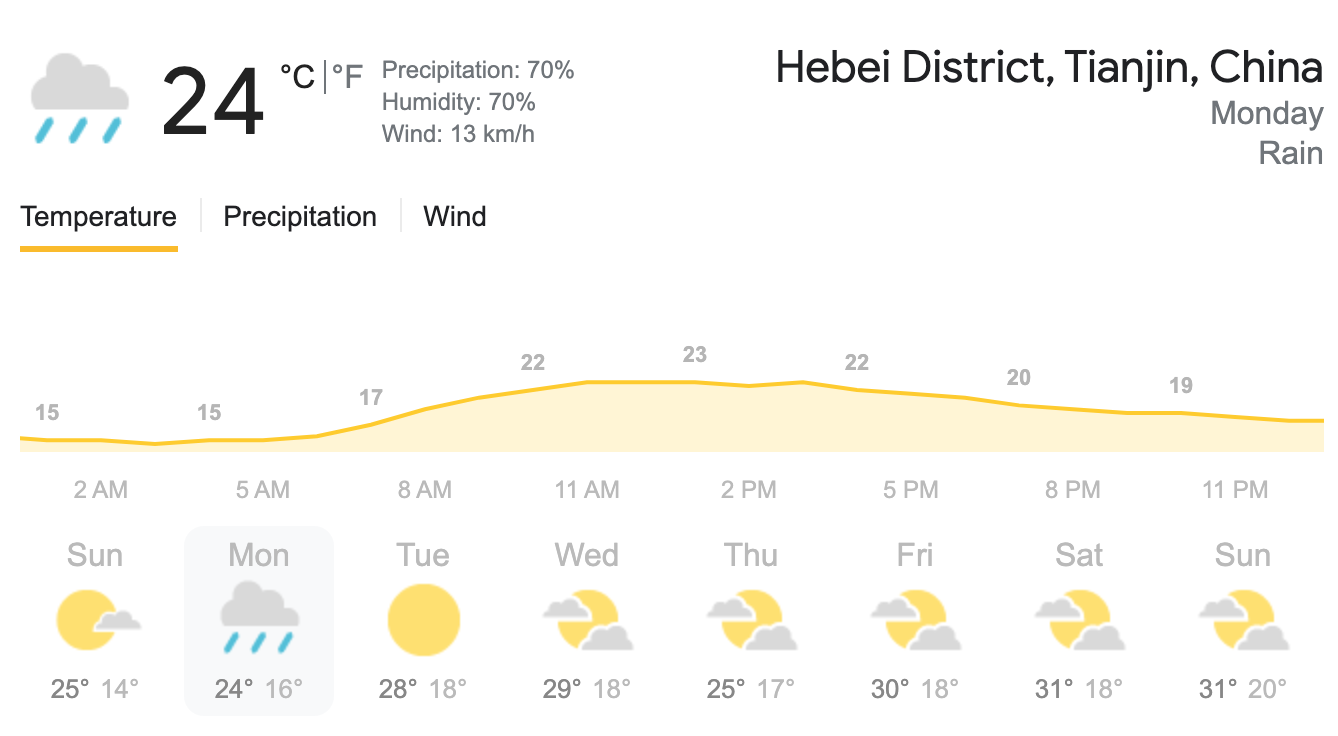 24 °C | °F
Precipitation: 70%
Humidity: 70%
Wind: 13 km/h
Hebei District, Tianjin, China
Monday
Rain
Temperature Precipitation Wind
15 15 17 22 23 22 20 19
2 AM 5 AM 8 AM 11 AM 2 PM 5 PM 8 PM 11 PM
Sun Mon Tue Wed Thu Fri Sat Sun
25° 14° 24° 16° 28° 18° 29° 18° 25° 17° 30° 18° 31° 18° 31° 20°